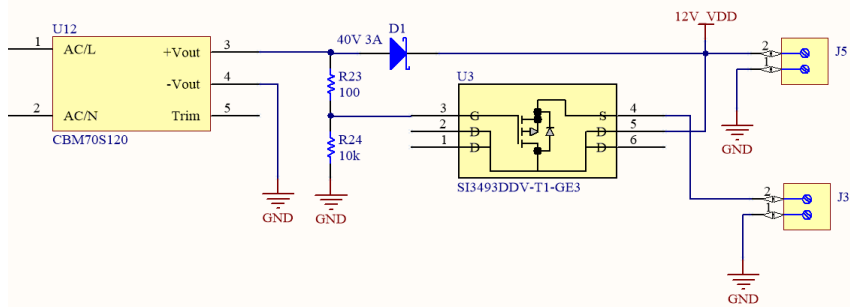 U12
1
AC/L
+Vout
3
-Vout
4
2
AC/N
Trim
5
CBM70S120
GND
40V 3A
D1
R23
100
R24
10k
GND
U3
3
G
S
4
2
D
D
5
1
D
D
6
SI3493DDV-T1-GE3
12V_VDD
2
1
J5
GND
2
1
J3
GND